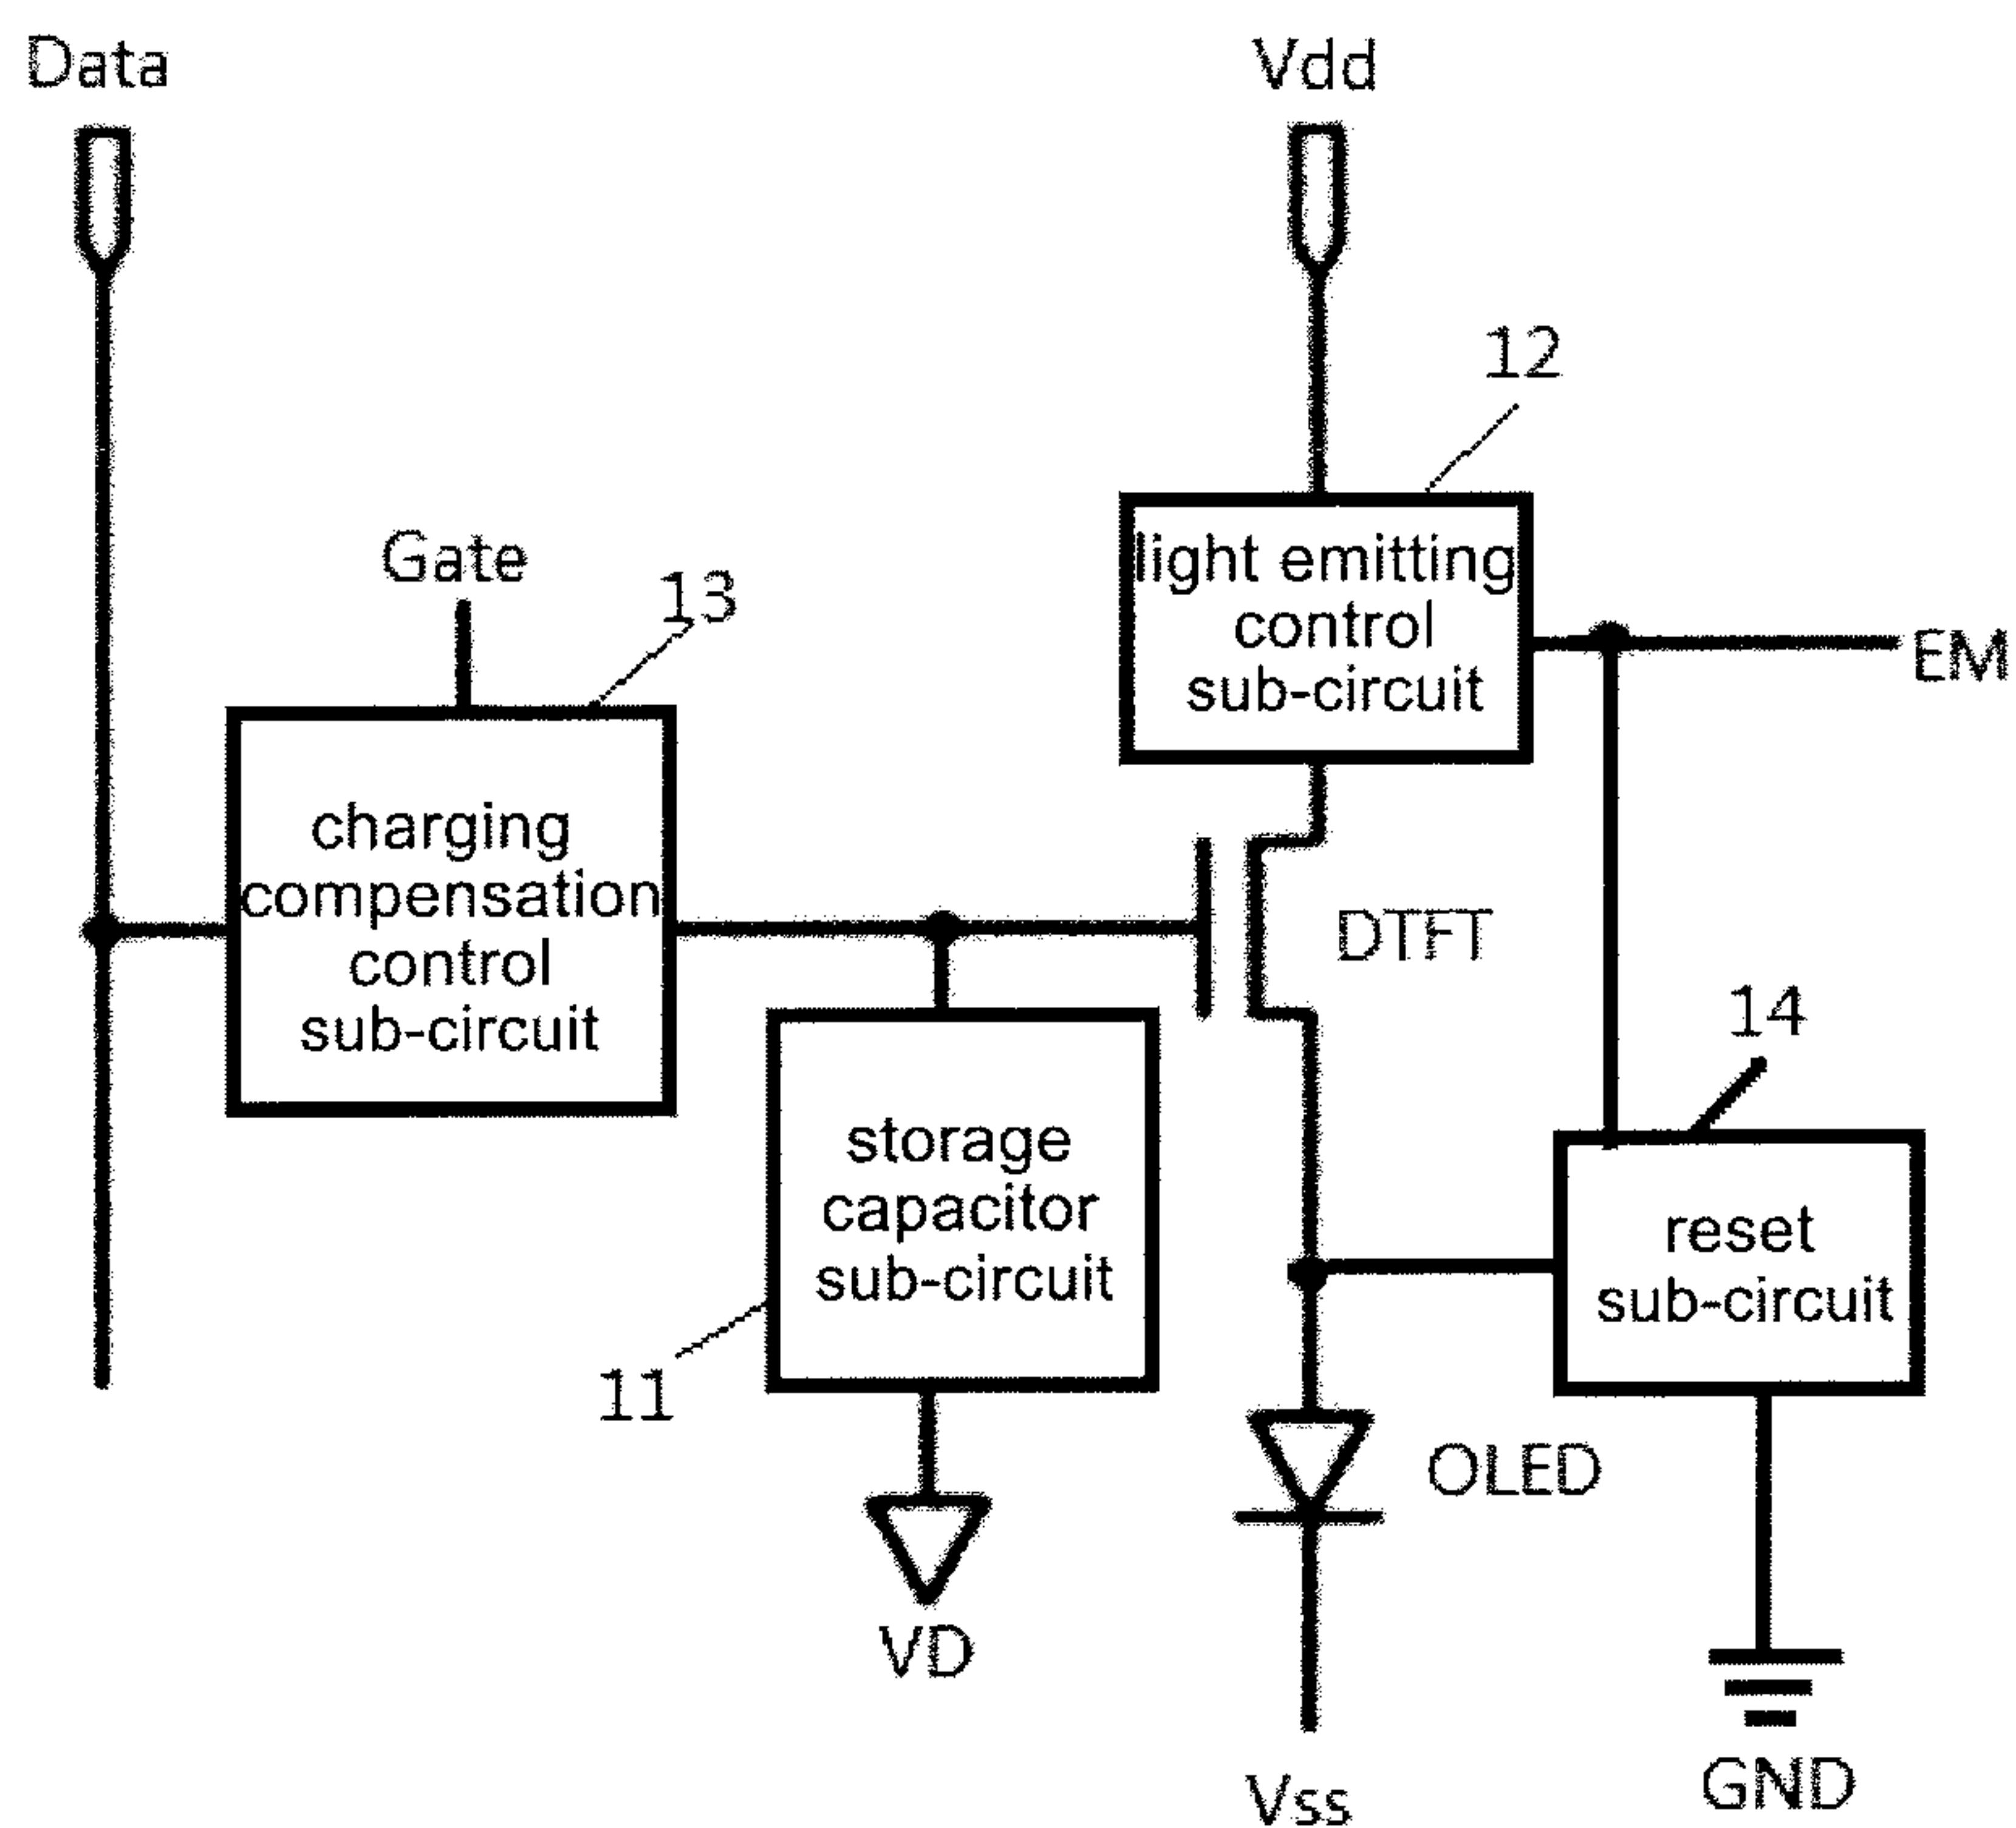 Data
Vdd
12
light emitting
control
sub-circuit
EM
Gate
13
charging
compensation
control
sub-circuit
DTFT
14
storage
capacitor
sub-circuit
11
reset
sub-circuit
OLED
VD
Vss
GND